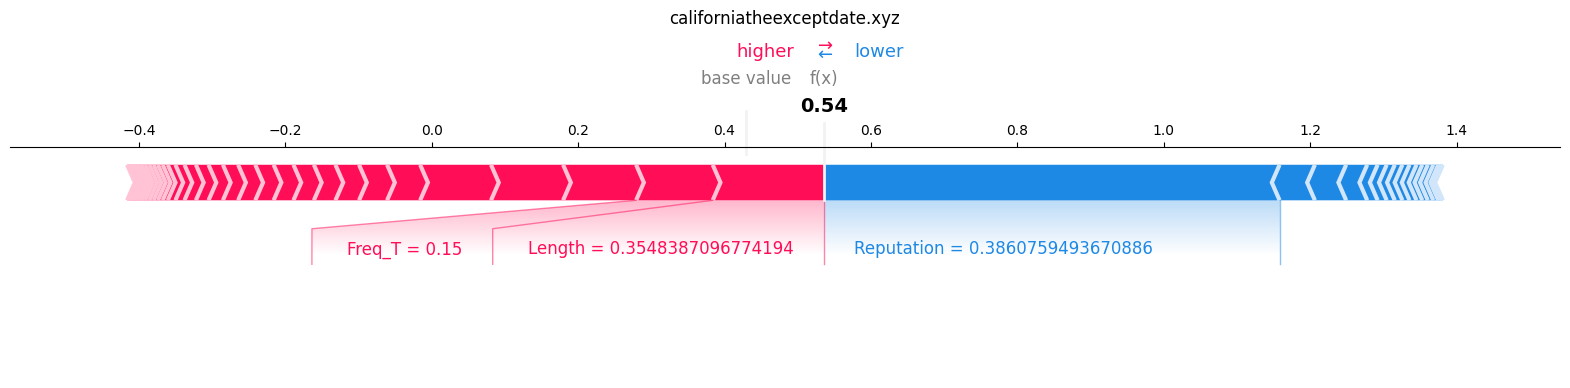 californiatheexceptdate.xyz
higher ⇄ lower
base value f(x)
0.54
−0.4 −0.2 0.0 0.2 0.4 0.6 0.8 1.0 1.2 1.4
Freq_T = 0.15 Length = 0.3548387096774194 Reputation = 0.3860759493670886